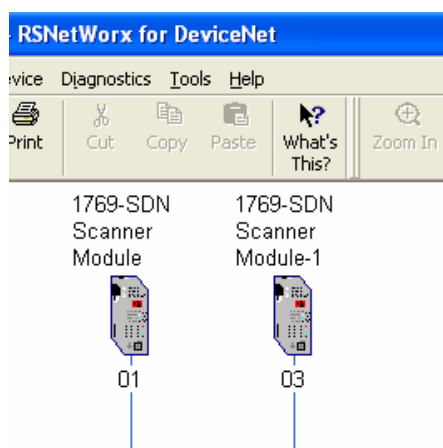 RSNetWorx for DeviceNet
evice Diagnostics Tools Help
Print Cut Copy Paste What's This? Zoom In
1769-SDN Scanner Module
1769-SDN Scanner Module-1
01 03